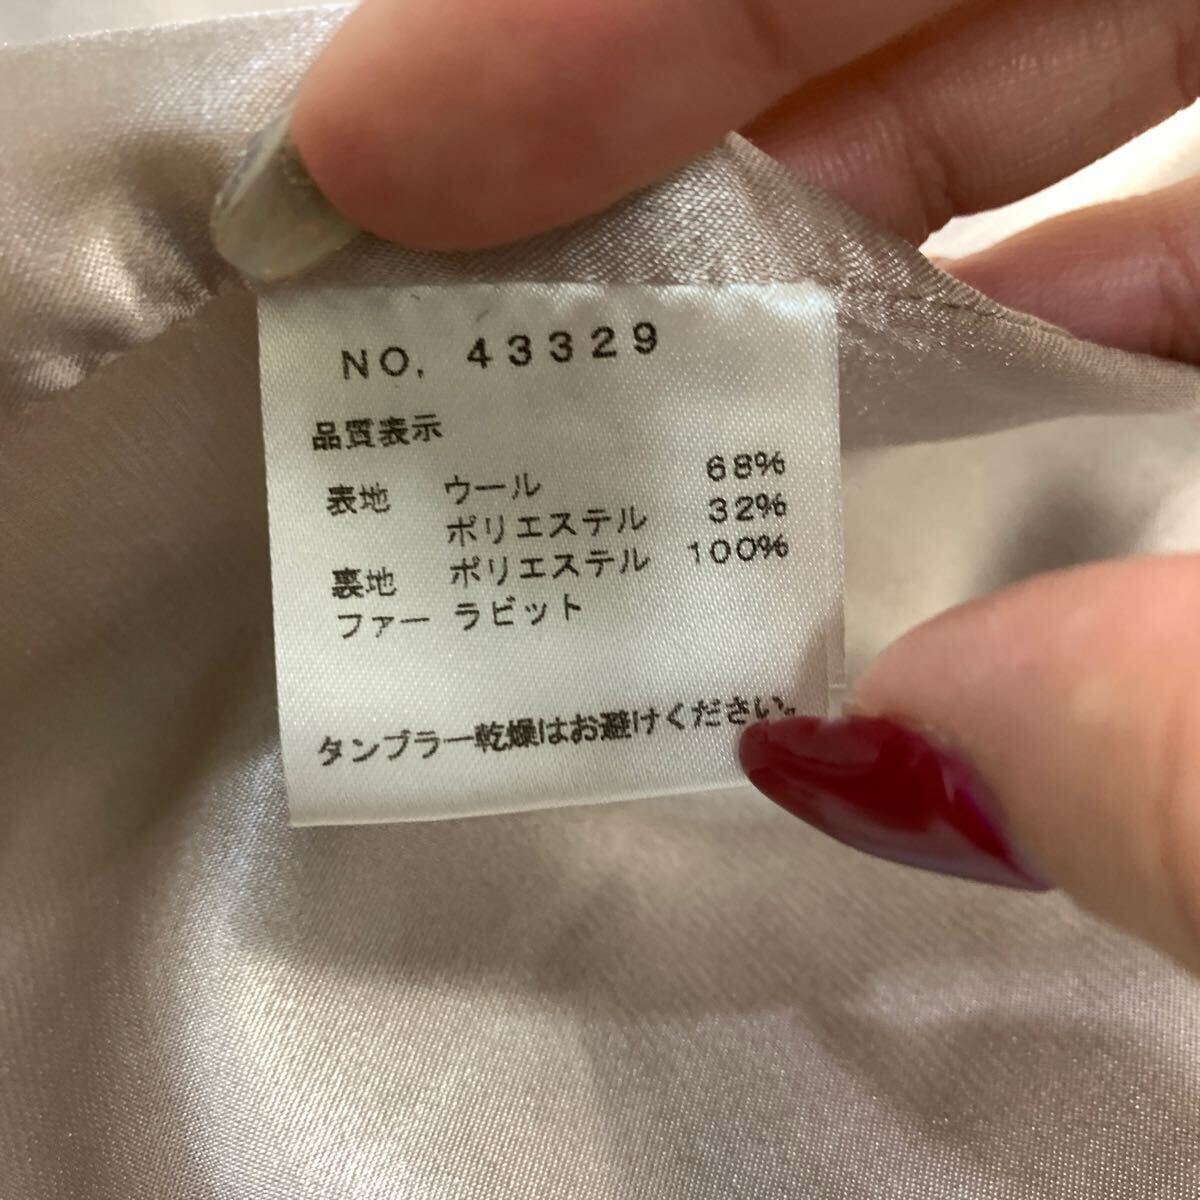 NO. 43329
品質表示
表地 ウール 68%
ポリエステル 32%
裏地 ポリエステル 100%
ファー ラビット
タンブラー乾燥はお避けください。